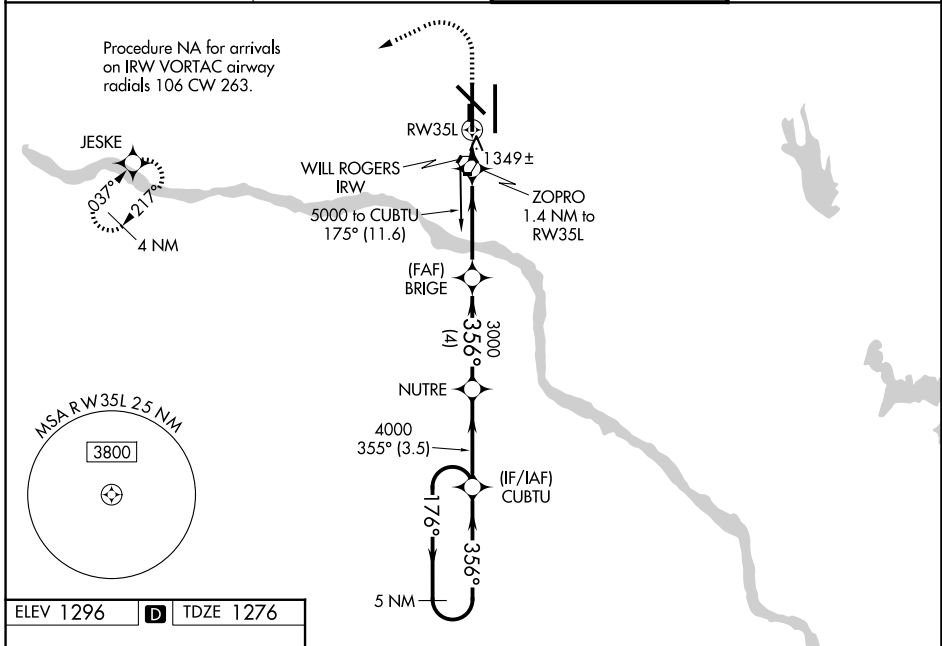 Procedure NA for arrivals
on IRW VORTAC airway
radials 106 CW 263.
JESKE
037°
217°
4 NM
RW35L
1349±
WILL ROGERS
IRW
ZOPRO
1.4 NM to
RW35L
5000 to CUBTU
175° (11.6)
(FAF)
BRIGE
3000
356°
(4)
NUTRE
4000
355° (3.5)
(IF/IAF)
CUBTU
176°
356°
5 NM
MSA RW35L 25 NM
3800
ELEV 1296 D TDZE 1276